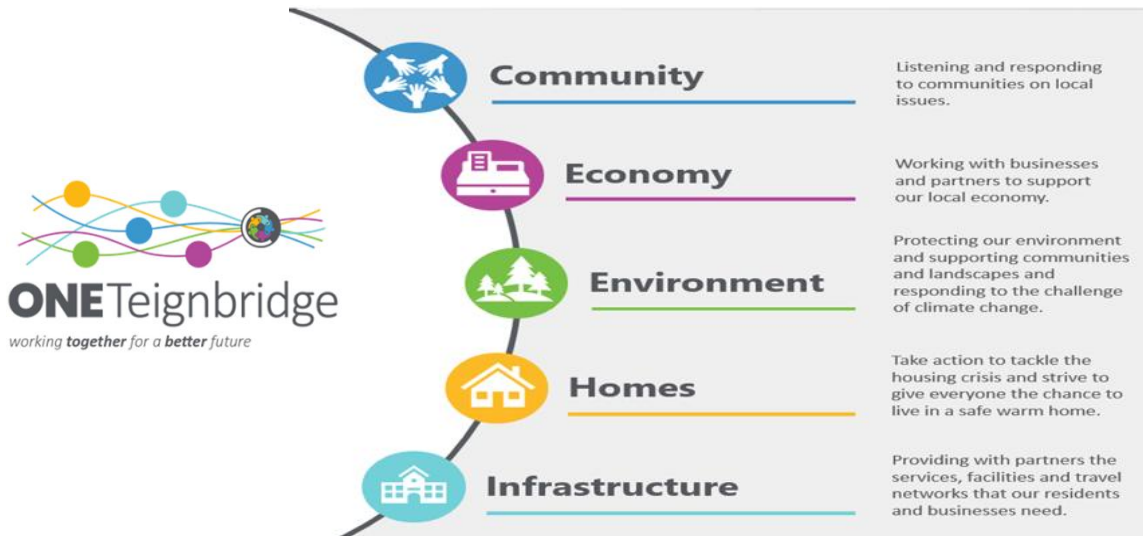 ONETeignbridge
working together for a better future
Community
Listening and responding
to communities on local
issues.
Economy
Working with businesses
and partners to support
our local economy.
Environment
Protecting our environment
and supporting communities
and landscapes and
responding to the challenge
of climate change.
Homes
Take action to tackle the
housing crisis and strive to
give everyone the chance to
live in a safe warm home.
Infrastructure
Providing with partners the
services, facilities and travel
networks that our residents
and businesses need.